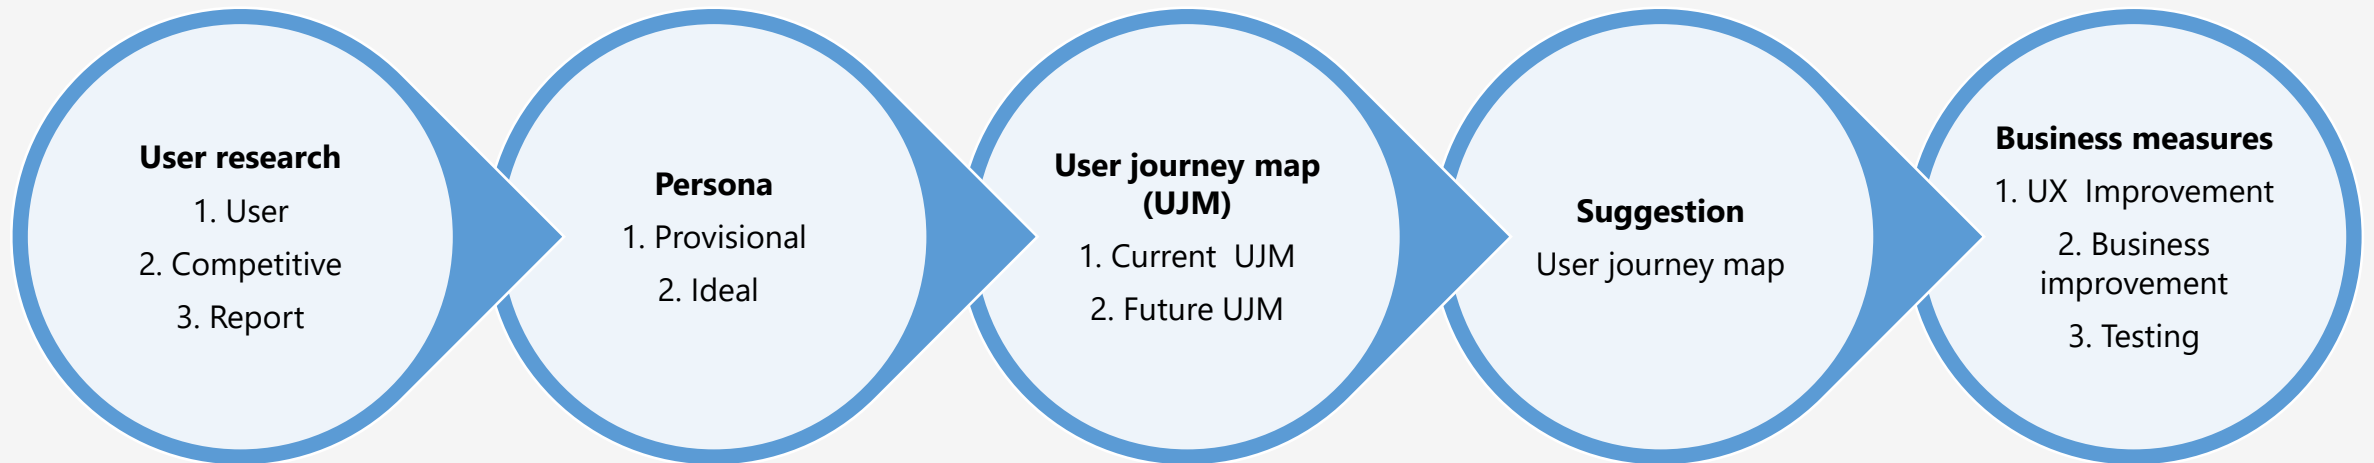 User research
1. User
2. Competitive
3. Report
Persona
1. Provisional
2. Ideal
User journey map
(UJM)
1. Current  UJM
2. Future UJM
Suggestion
User journey map
Business measures
1. UX  Improvement
2. Business
improvement
3. Testing